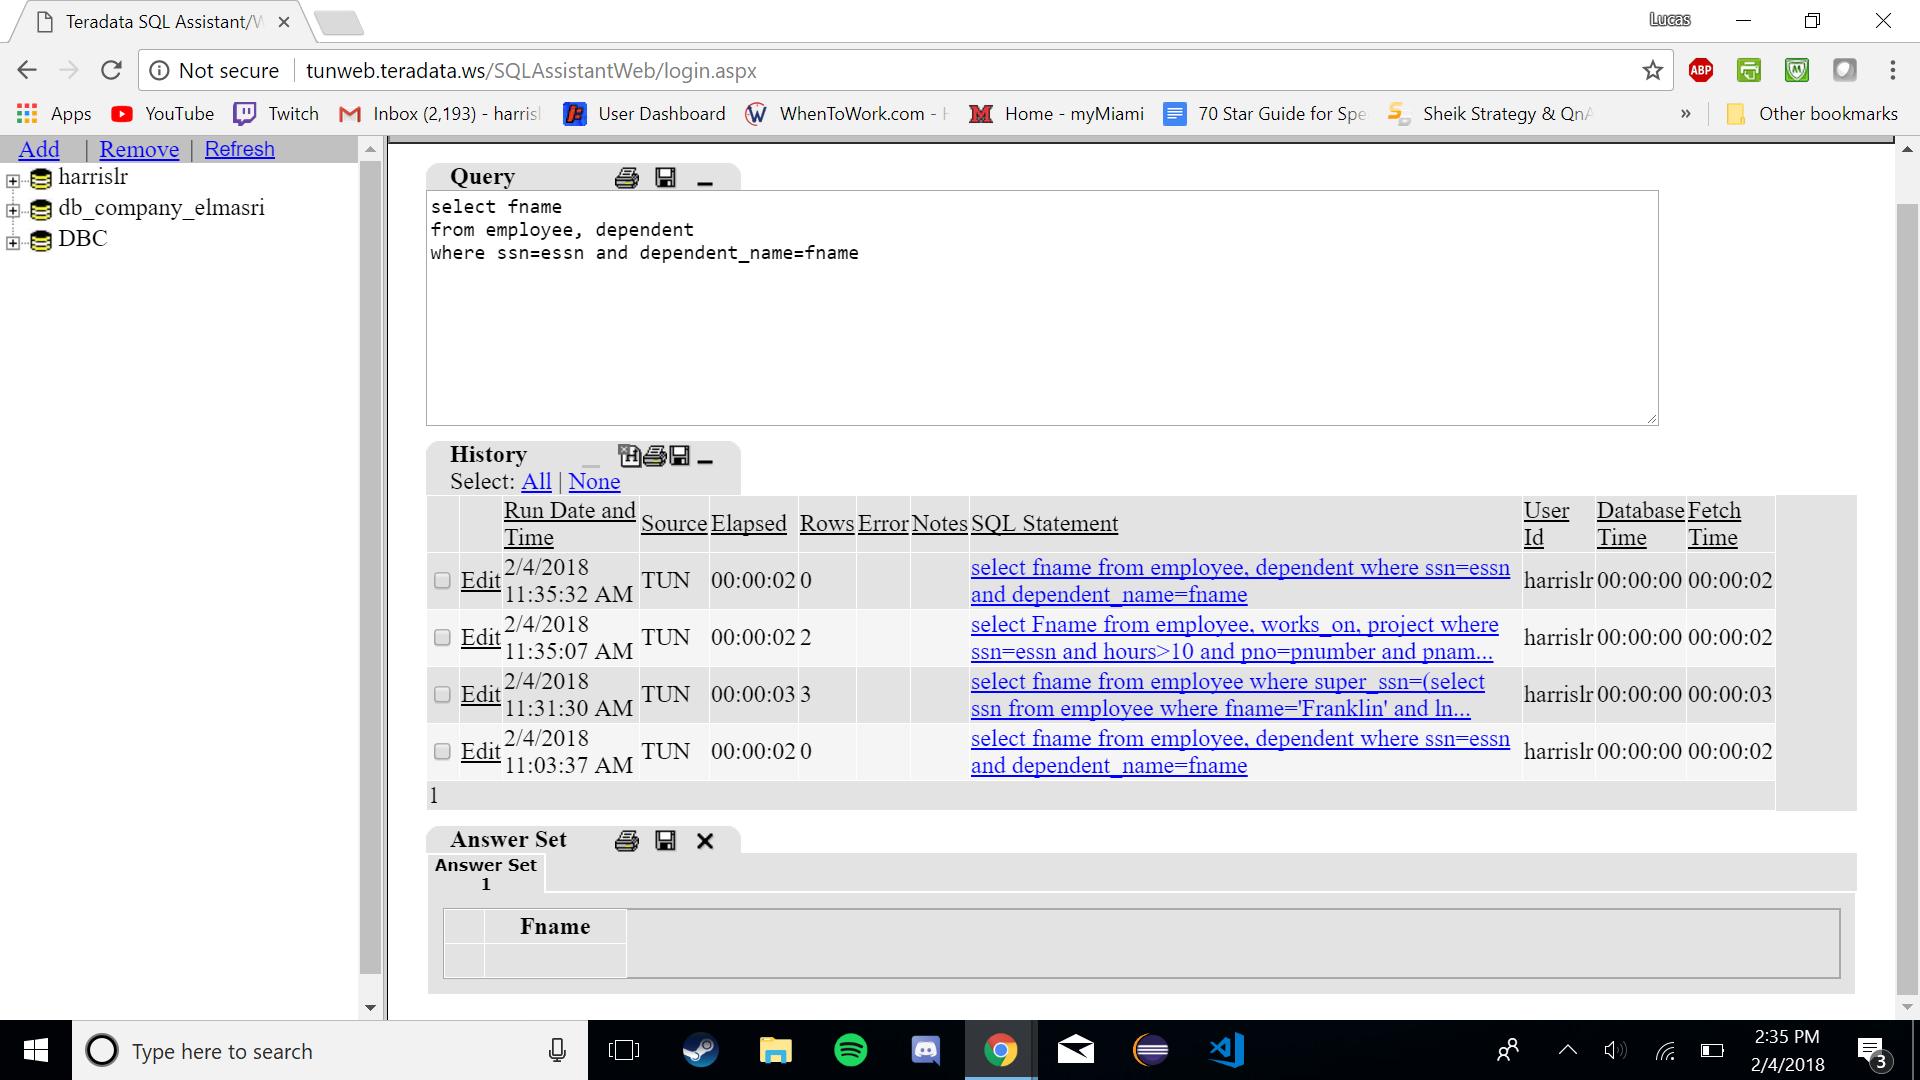 Teradata SQL Assistant/W
Lucas
Not secure
tunweb.teradata.ws/SQLAssistantWeb/login.aspx
ABP
Apps
YouTube
Twitch
Inbox (2,193) - harrisl
User Dashboard
WhenToWork.com -
Home - myMiami
70 Star Guide for Spe
Sheik Strategy & QnA
»
Other bookmarks
Add | Remove | Refresh
harrislr
db_company_elmasri
DBC
Query
select fname
from employee, dependent
where ssn=essn and dependent_name=fname
History
Select: All | None
Run Date and Time Source Elapsed Rows Error Notes SQL Statement User Id Database Time Fetch Time
Edit 2/4/2018 11:35:32 AM TUN 00:00:02 0 select fname from employee, dependent where ssn=essn and dependent_name=fname harrislr 00:00:00 00:00:02
Edit 2/4/2018 11:35:07 AM TUN 00:00:02 2 select Fname from employee, works_on, project where ssn=essn and hours>10 and pno=pnumber and pnam... harrislr 00:00:00 00:00:02
Edit 2/4/2018 11:31:30 AM TUN 00:00:03 3 select fname from employee where super_ssn=(select ssn from employee where fname='Franklin' and ln... harrislr 00:00:00 00:00:03
Edit 2/4/2018 11:03:37 AM TUN 00:00:02 0 select fname from employee, dependent where ssn=essn and dependent_name=fname harrislr 00:00:00 00:00:02
1
Answer Set
Answer Set
1
Fname
Type here to search
2:35 PM
2/4/2018
3